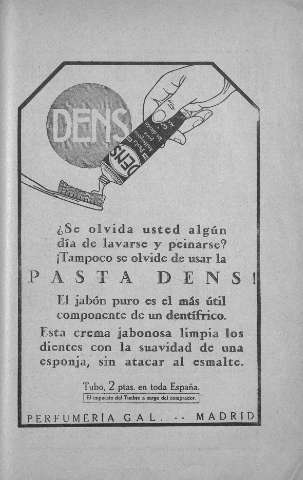 DENS
DENS
¿Se olvida usted algún
día de lavarse y peinarse?
¡Tampoco se olvide de usar la
PASTA DENS!
El jabón puro es el más útil
componente de un dentífrico.
Esta crema jabonosa limpia los
dientes con la suavidad de una
esponja, sin atacar al esmalte.
Tubo, 2 ptas. en toda España.
El impuesto del Timbre a cargo del comprador.
PERFUMERÍA GAL. -- MADRID